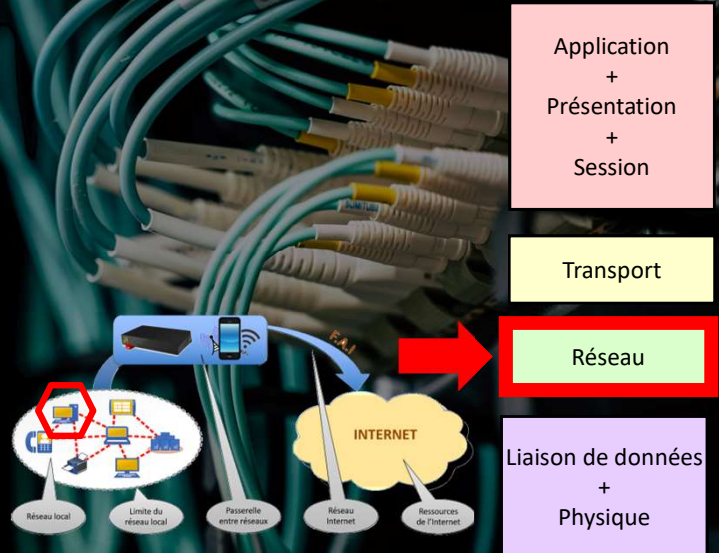 Application
+
Présentation
+
Session
Transport
Réseau
Liaison de données
+
Physique
F.A.I
INTERNET
Réseau local
Limite du
réseau local
Passerelle
entre réseaux
Réseau
Internet
Ressources
de l'Internet